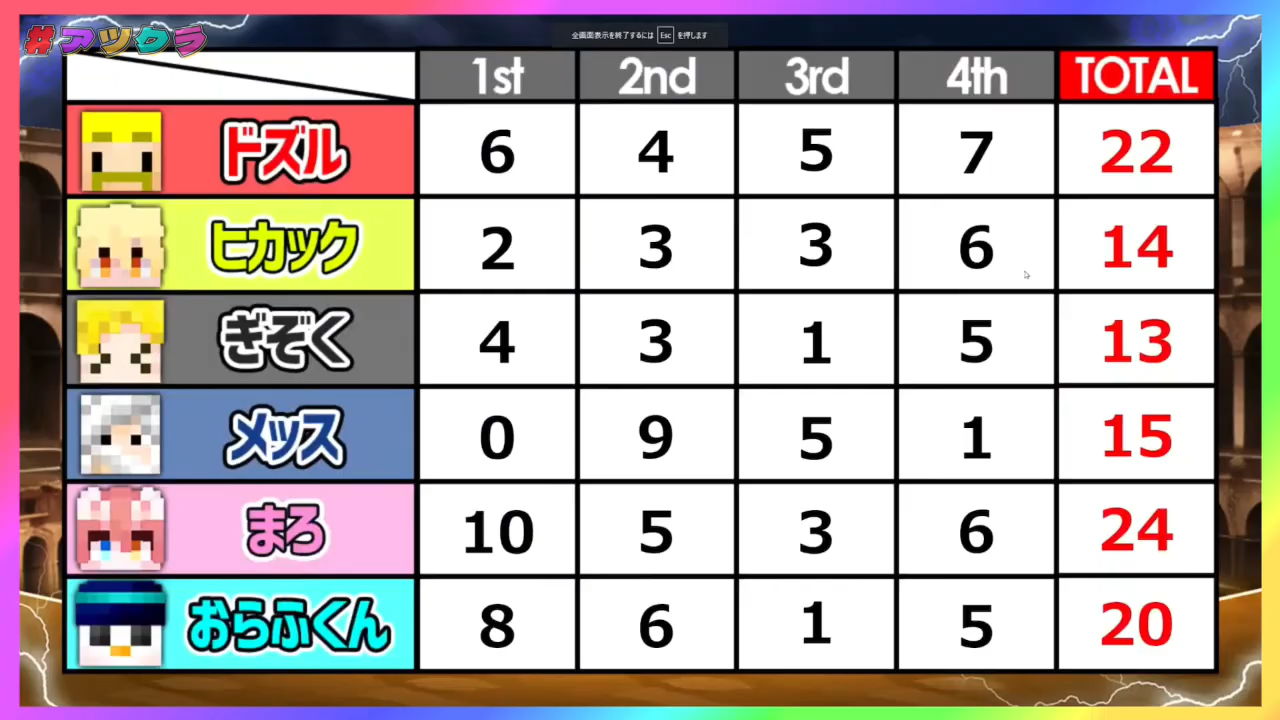 #アツクラ
全画面表示を終了するには Esc を押します
1st 2nd 3rd 4th TOTAL
ドズル 6 4 5 7 22
ヒカック 2 3 3 6 14
ぎぞく 4 3 1 5 13
メッス 0 9 5 1 15
まろ 10 5 3 6 24
おらふくん 8 6 1 5 20